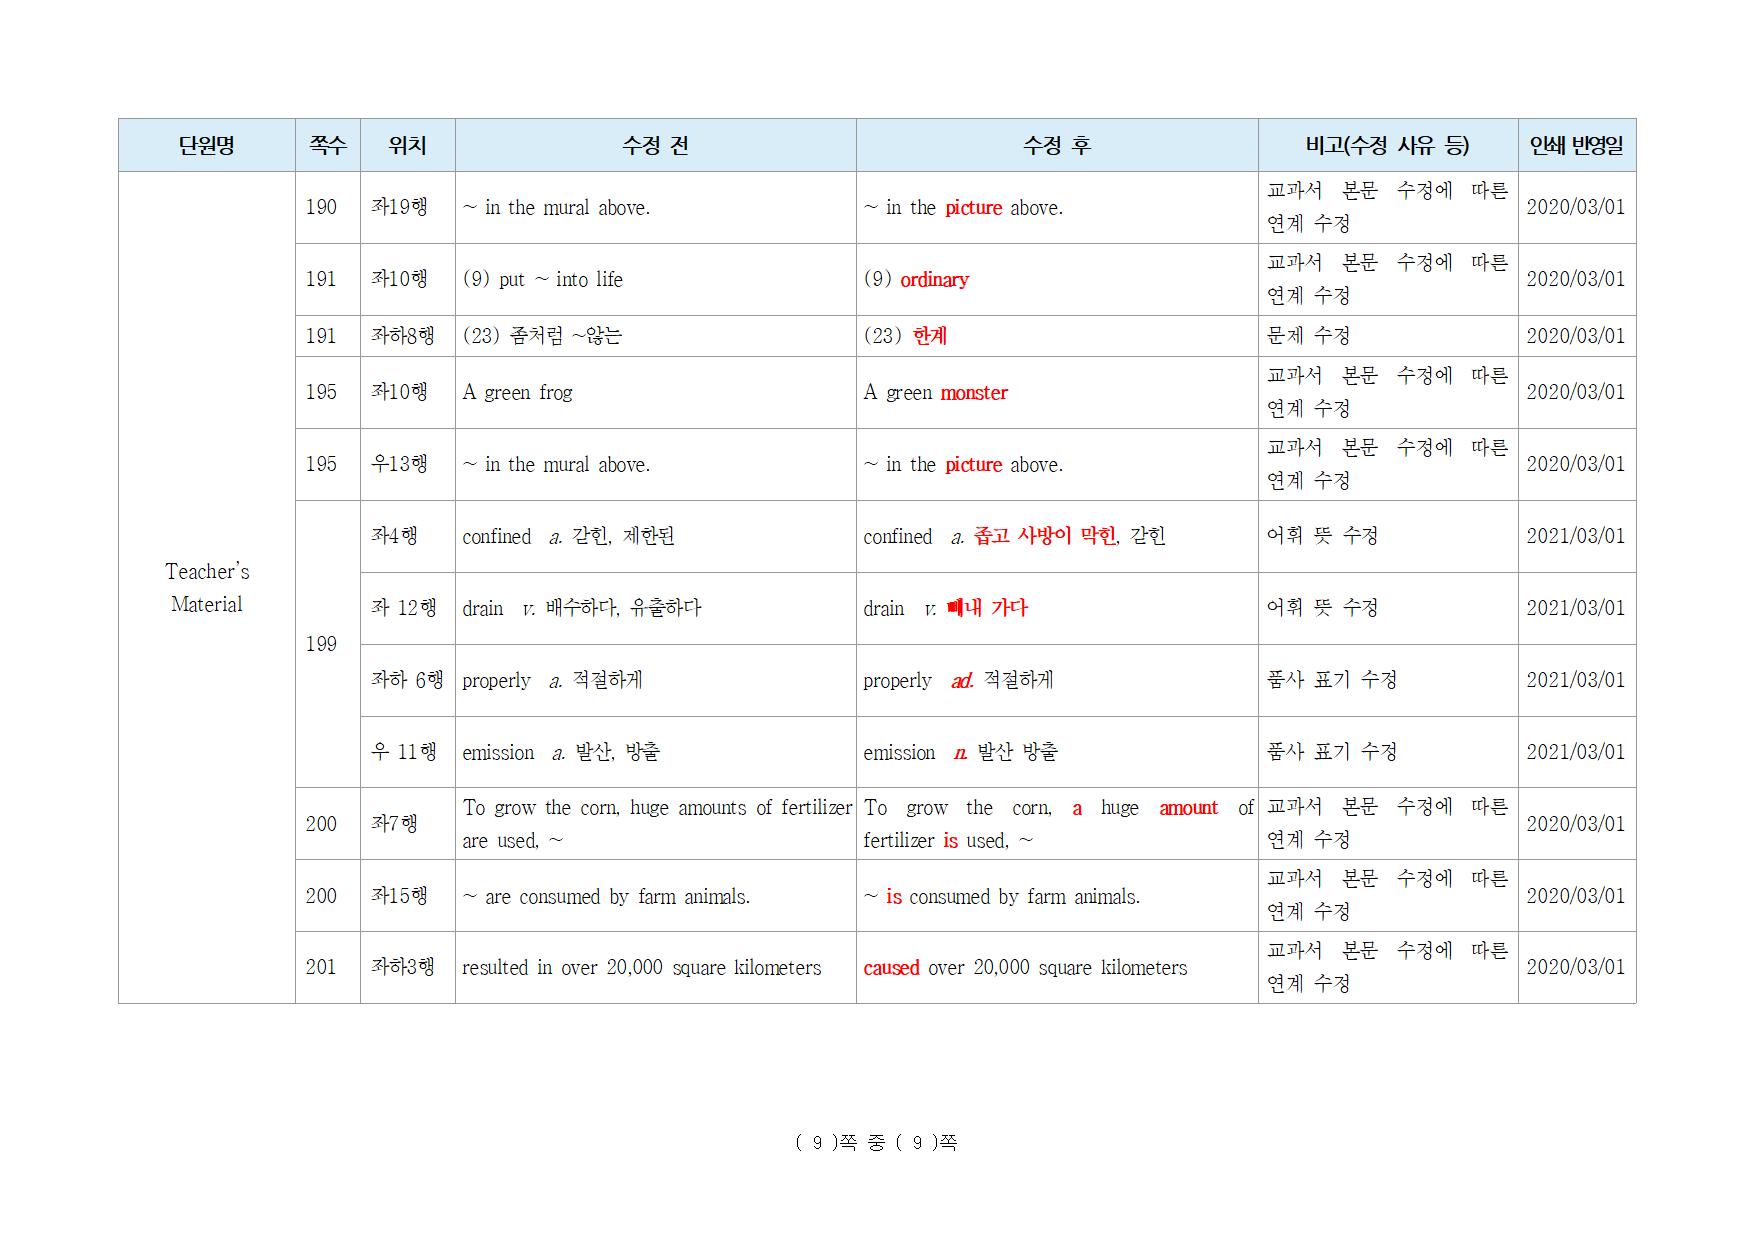 단원명 쪽수 위치 수정 전 수정 후 비고(수정 사유 등) 인쇄 반영일
Teacher's
Material
190 좌19행 ~ in the mural above. ~ in the picture above. 교과서 본문 수정에 따른
연계 수정 2020/03/01
191 좌10행 (9) put ~ into life (9) ordinary 교과서 본문 수정에 따른
연계 수정 2020/03/01
191 좌하8행 (23) 좀처럼 ~않는 (23) 한계 문제 수정 2020/03/01
195 좌10행 A green frog A green monster 교과서 본문 수정에 따른
연계 수정 2020/03/01
195 우13행 ~ in the mural above. ~ in the picture above. 교과서 본문 수정에 따른
연계 수정 2020/03/01
199 좌4행 confined a. 갇힌, 제한된 confined a. 좁고 사방이 막힌, 갇힌 어휘 뜻 수정 2021/03/01
좌 12행 drain v. 배수하다, 유출하다 drain v. 빼내 가다 어휘 뜻 수정 2021/03/01
좌하 6행 properly a. 적절하게 properly ad. 적절하게 품사 표기 수정 2021/03/01
우 11행 emission a. 발산, 방출 emission n. 발산 방출 품사 표기 수정 2021/03/01
200 좌7행 To grow the corn, huge amounts of fertilizer
are used, ~ To grow the corn, a huge amount of
fertilizer is used, ~ 교과서 본문 수정에 따른
연계 수정 2020/03/01
200 좌15행 ~ are consumed by farm animals. ~ is consumed by farm animals. 교과서 본문 수정에 따른
연계 수정 2020/03/01
201 좌하3행 resulted in over 20,000 square kilometers caused over 20,000 square kilometers 교과서 본문 수정에 따른
연계 수정 2020/03/01
( 9 )쪽 중 ( 9 )쪽